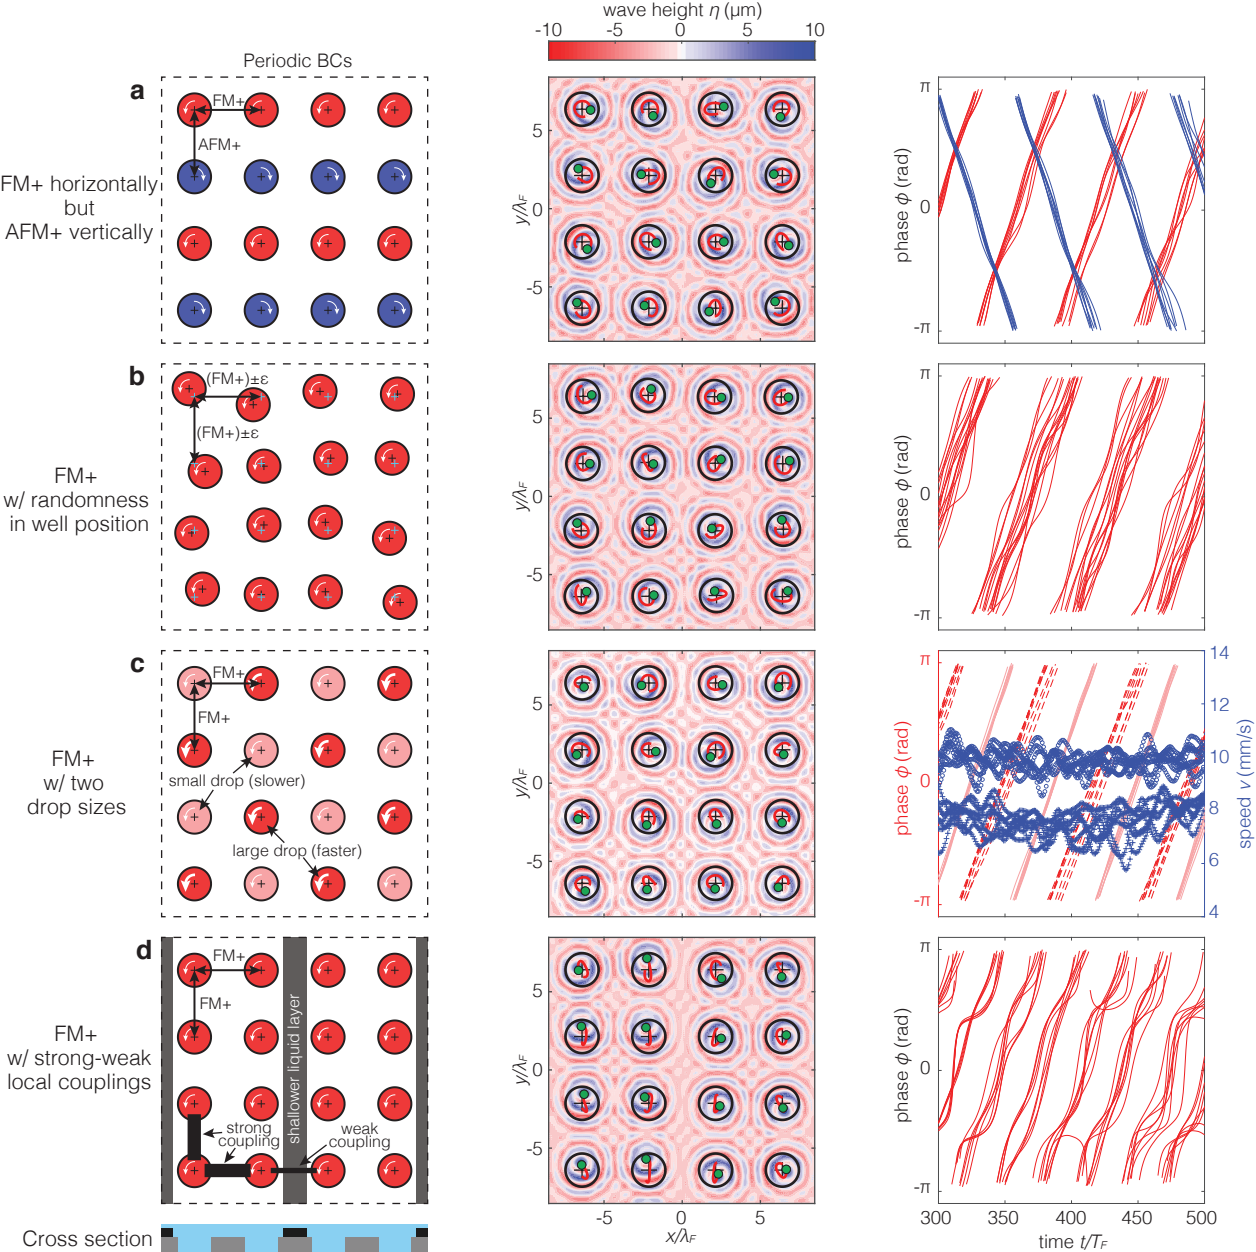 wave height η (μm)
-10 -5 0 5 10
Periodic BCs
a
FM+
AFM+
FM+ horizontally
but
AFM+ vertically
5
0
-5
y/λF
π
0
-π
phase ϕ (rad)
b
(FM+)±ε
(FM+)±ε
FM+
w/ randomness
in well position
5
0
-5
y/λF
π
0
-π
phase ϕ (rad)
c
FM+
FM+
small drop (slower)
large drop (faster)
FM+
w/ two
drop sizes
5
0
-5
y/λF
π
0
-π
phase ϕ (rad)
14
12
10
8
6
4
speed v (mm/s)
d
FM+
FM+
shallower liquid layer
strong
coupling
weak
coupling
FM+
w/ strong-weak
local couplings
5
0
-5
y/λF
-5 0 5
x/λF
π
0
-π
phase ϕ (rad)
300 350 400 450 500
time t/TF
Cross section